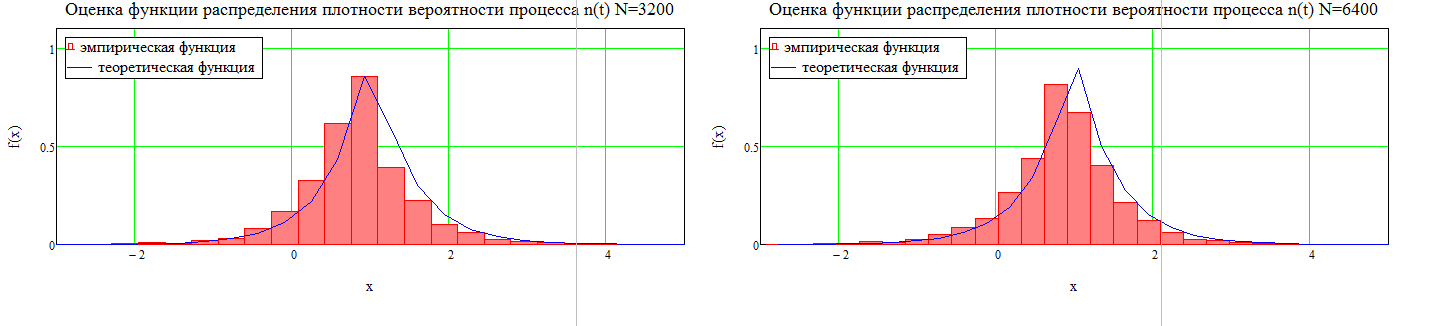 Оценка функции распределения плотности вероятности процесса n(t) N=3200
1
эмпирическая функция
теоретическая функция
f(x)
0.5
0
− 2
0
2
4
x
Оценка функции распределения плотности вероятности процесса n(t) N=6400
1
эмпирическая функция
теоретическая функция
f(x)
0.5
0
− 2
0
2
4
x